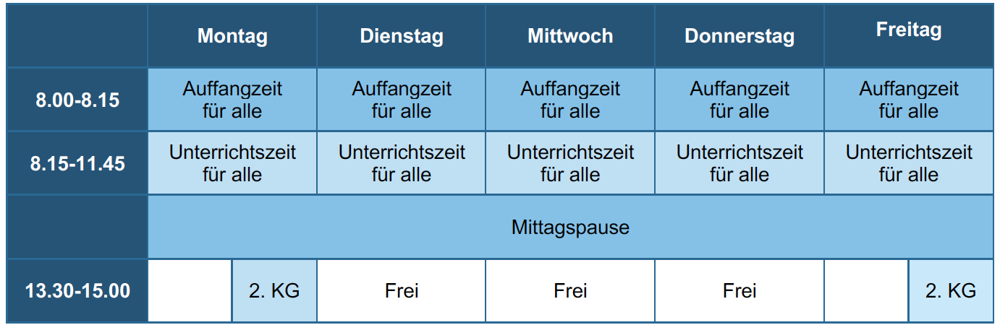 Montag Dienstag Mittwoch Donnerstag Freitag
8.00-8.15 Auffangzeit für alle Auffangzeit für alle Auffangzeit für alle Auffangzeit für alle Auffangzeit für alle
8.15-11.45 Unterrichtszeit für alle Unterrichtszeit für alle Unterrichtszeit für alle Unterrichtszeit für alle Unterrichtszeit für alle
Mittagspause
13.30-15.00 2. KG Frei Frei Frei 2. KG